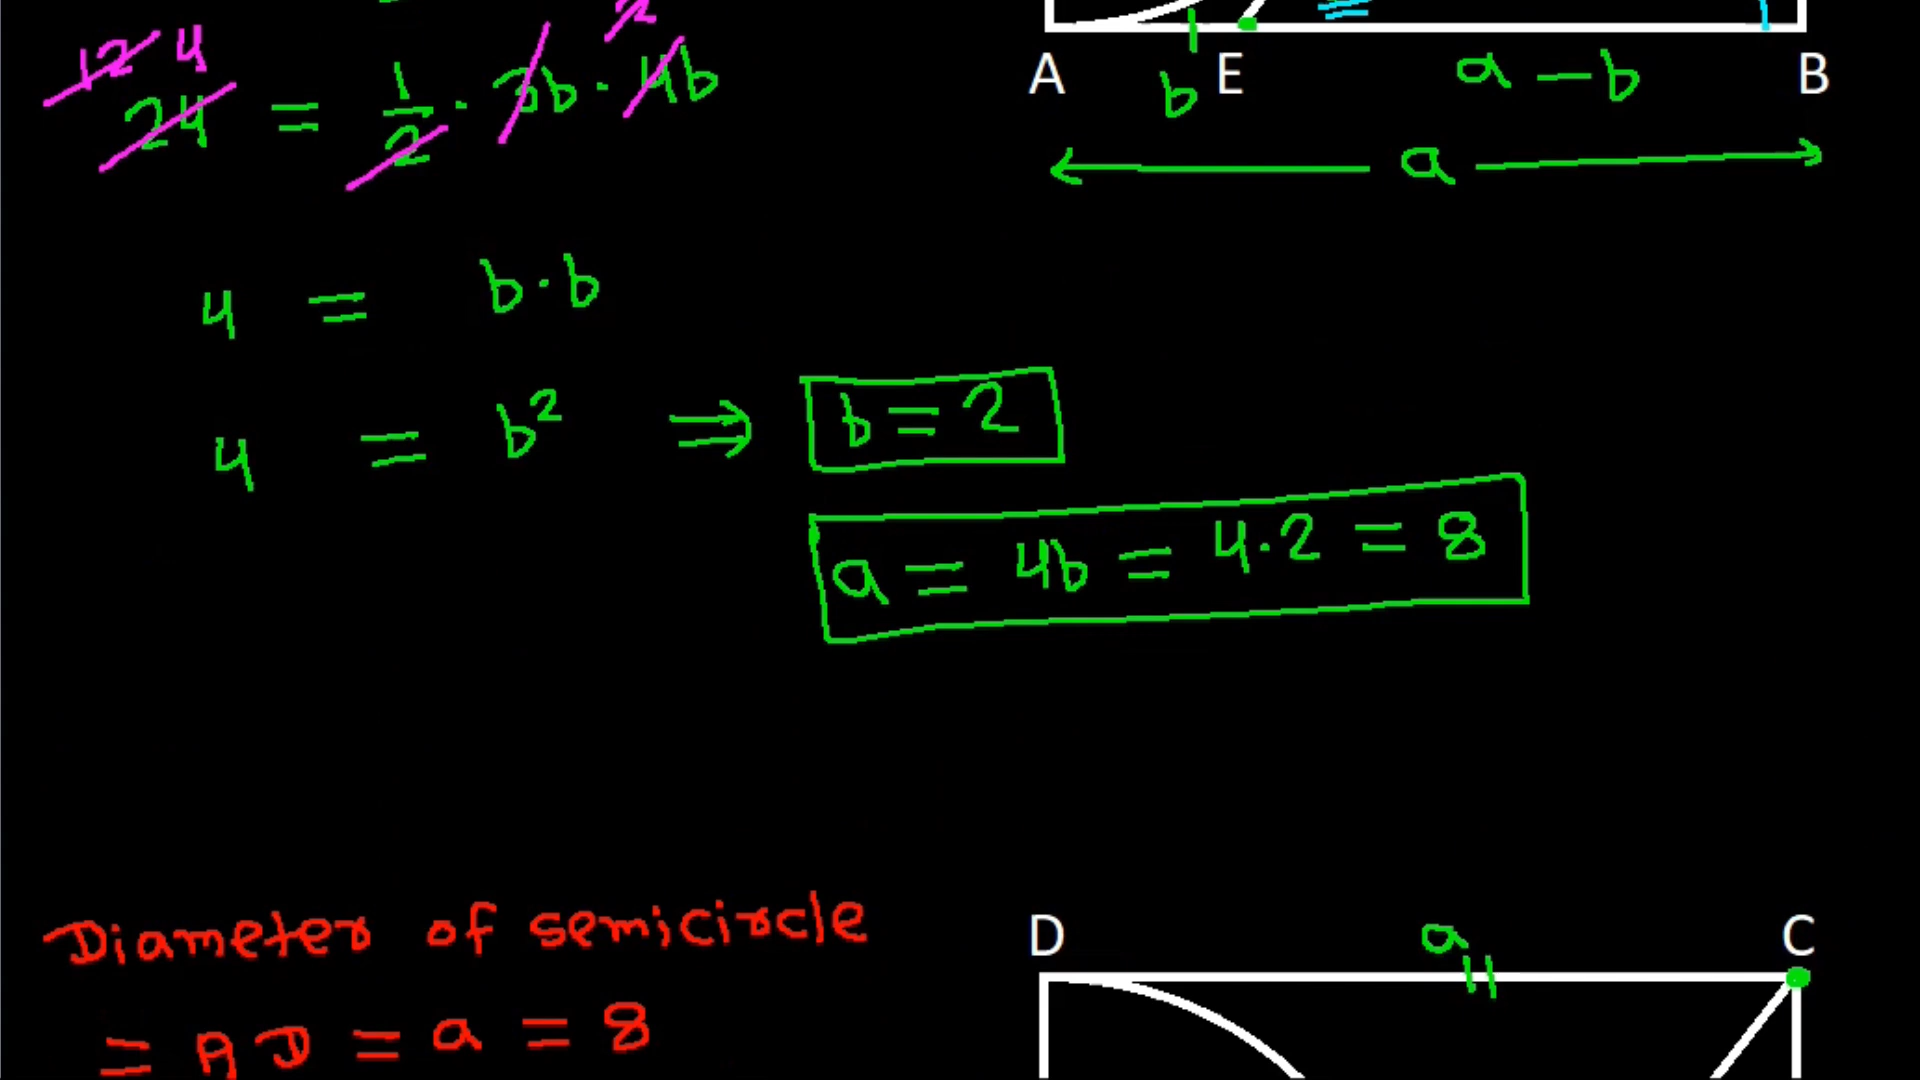 2
12 4
24 = 1/2 · 3b · 4b
A b E a - b B
a
4 = b · b
4 = b² ⇒ b = 2
a = 4b = 4 · 2 = 8
Diameter of semicircle
= AD = a = 8
D a C